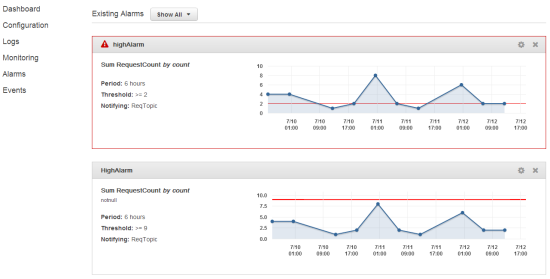 Dashboard
Configuration
Logs
Monitoring
Alarms
Events
Existing Alarms Show All
highAlarm
Sum RequestCount by count
Period: 6 hours
Threshold: >= 2
Notifying: ReqTopic
10
8
6
4
2
0
7/10 7/10 7/10 7/11 7/11 7/11 7/12 7/12 7/12
01:00 09:00 17:00 01:00 09:00 17:00 01:00 09:00 17:00
HighAlarm
Sum RequestCount by count
notnull
Period: 6 hours
Threshold: >= 9
Notifying: ReqTopic
10.0
7.5
5.0
2.5
0.0
7/10 7/10 7/10 7/11 7/11 7/11 7/12 7/12 7/12
01:00 09:00 17:00 01:00 09:00 17:00 01:00 09:00 17:00